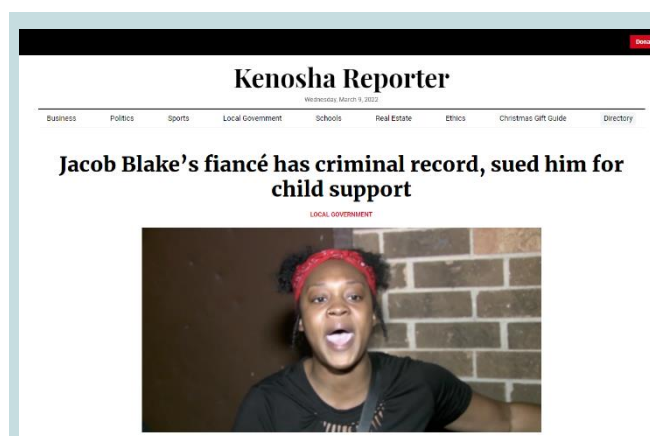 Dona
Kenosha Reporter
Wednesday, March 9, 2022
Business Politics Sports Local Government Schools Real Estate Ethics Christmas Gift Guide Directory
Jacob Blake’s fiancé has criminal record, sued him for
child support
LOCAL GOVERNMENT